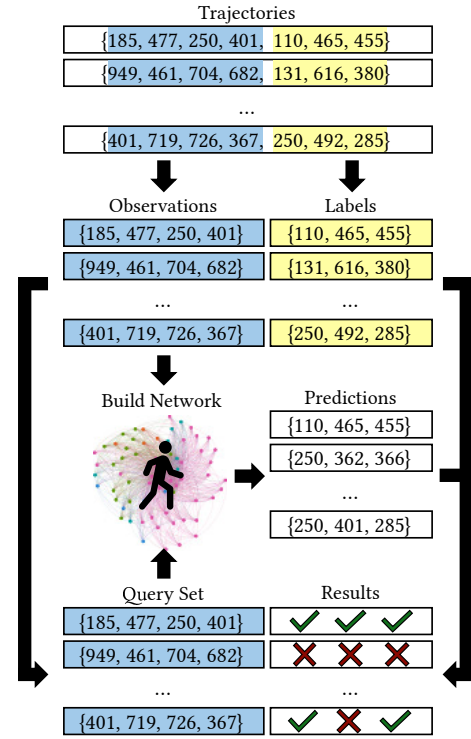 Trajectories
{185, 477, 250, 401, 110, 465, 455}
{949, 461, 704, 682, 131, 616, 380}
...
{401, 719, 726, 367, 250, 492, 285}
Observations Labels
{185, 477, 250, 401} {110, 465, 455}
{949, 461, 704, 682} {131, 616, 380}
... ...
{401, 719, 726, 367} {250, 492, 285}
Build Network Predictions
{110, 465, 455}
{250, 362, 366}
...
{250, 401, 285}
Query Set Results
{185, 477, 250, 401}
{949, 461, 704, 682}
... ...
{401, 719, 726, 367}